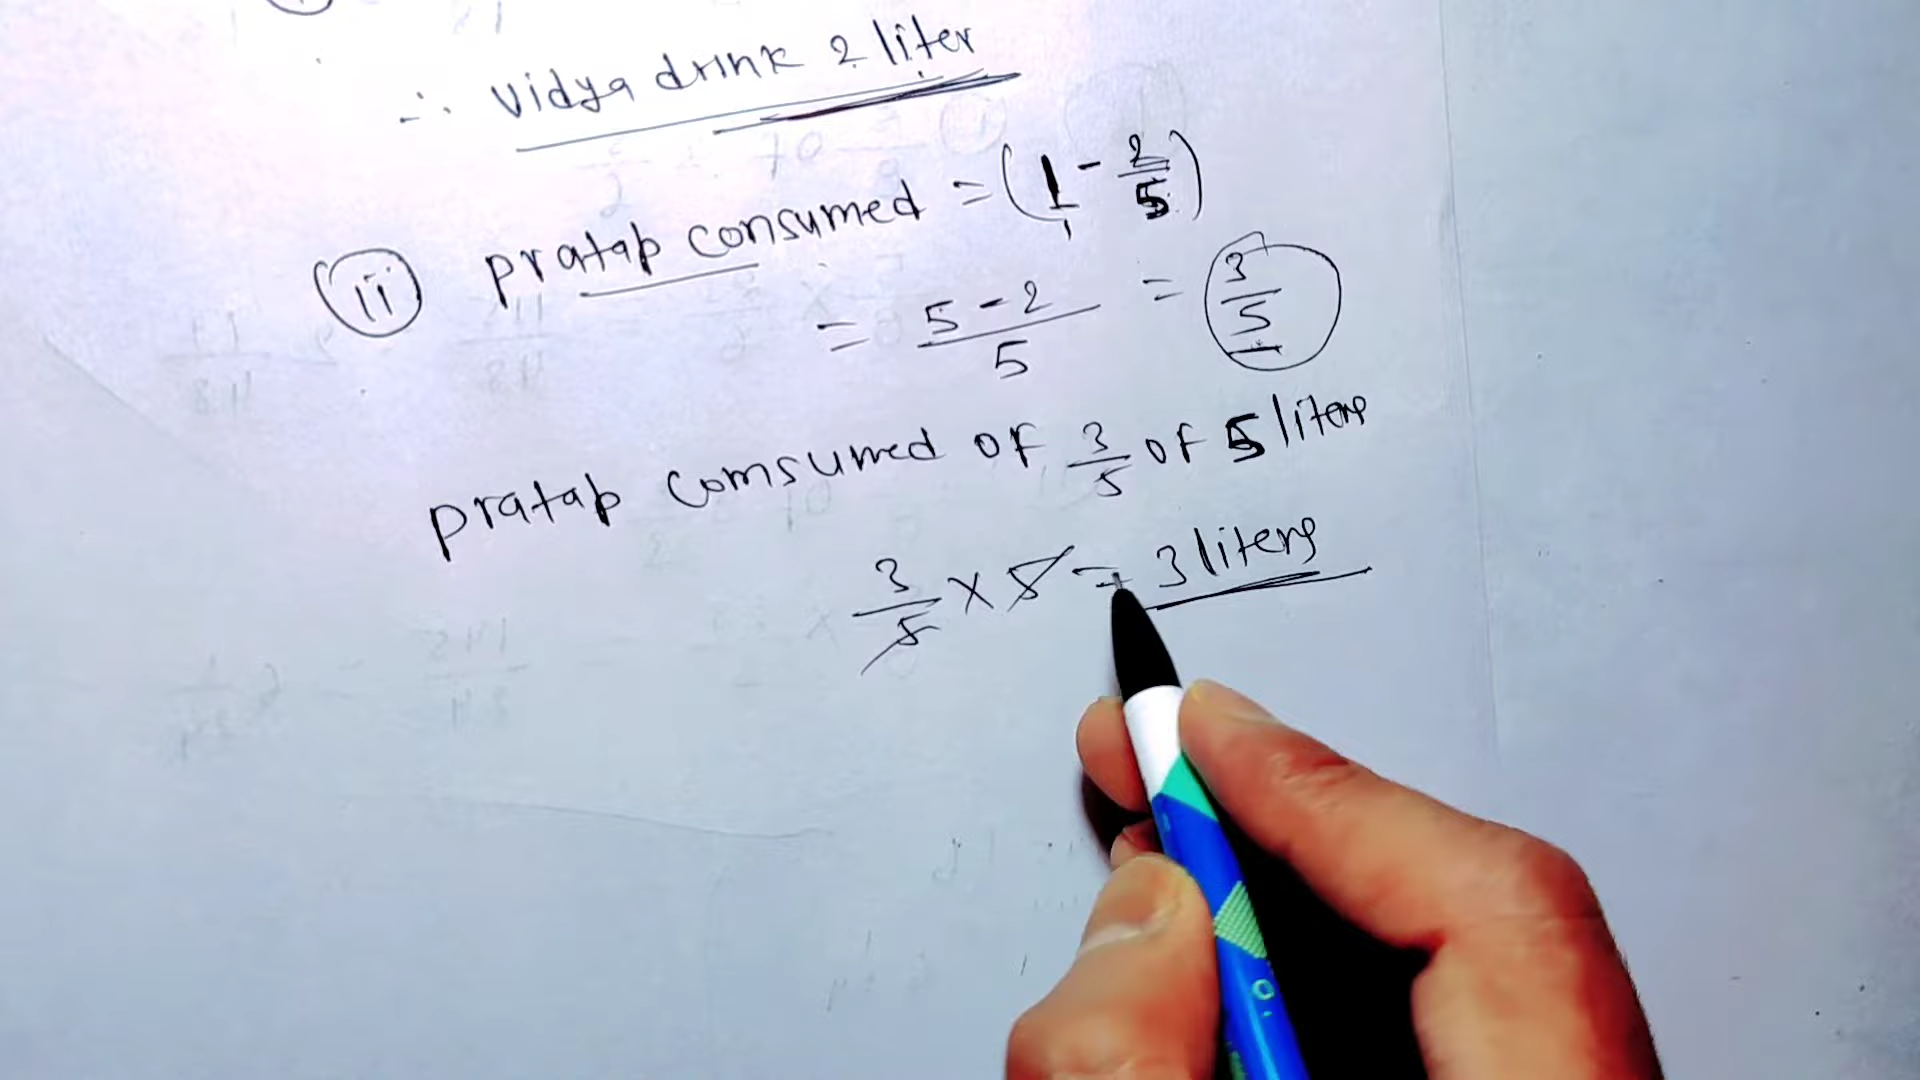 ∴ Vidya drink 2 liter
(ii) pratap consumed = (1/1 - 2/5)
= 5-2/5 = 3/5
pratap comsumed of 3/5 of 5 liters
3/5 × 5 = 3 liters